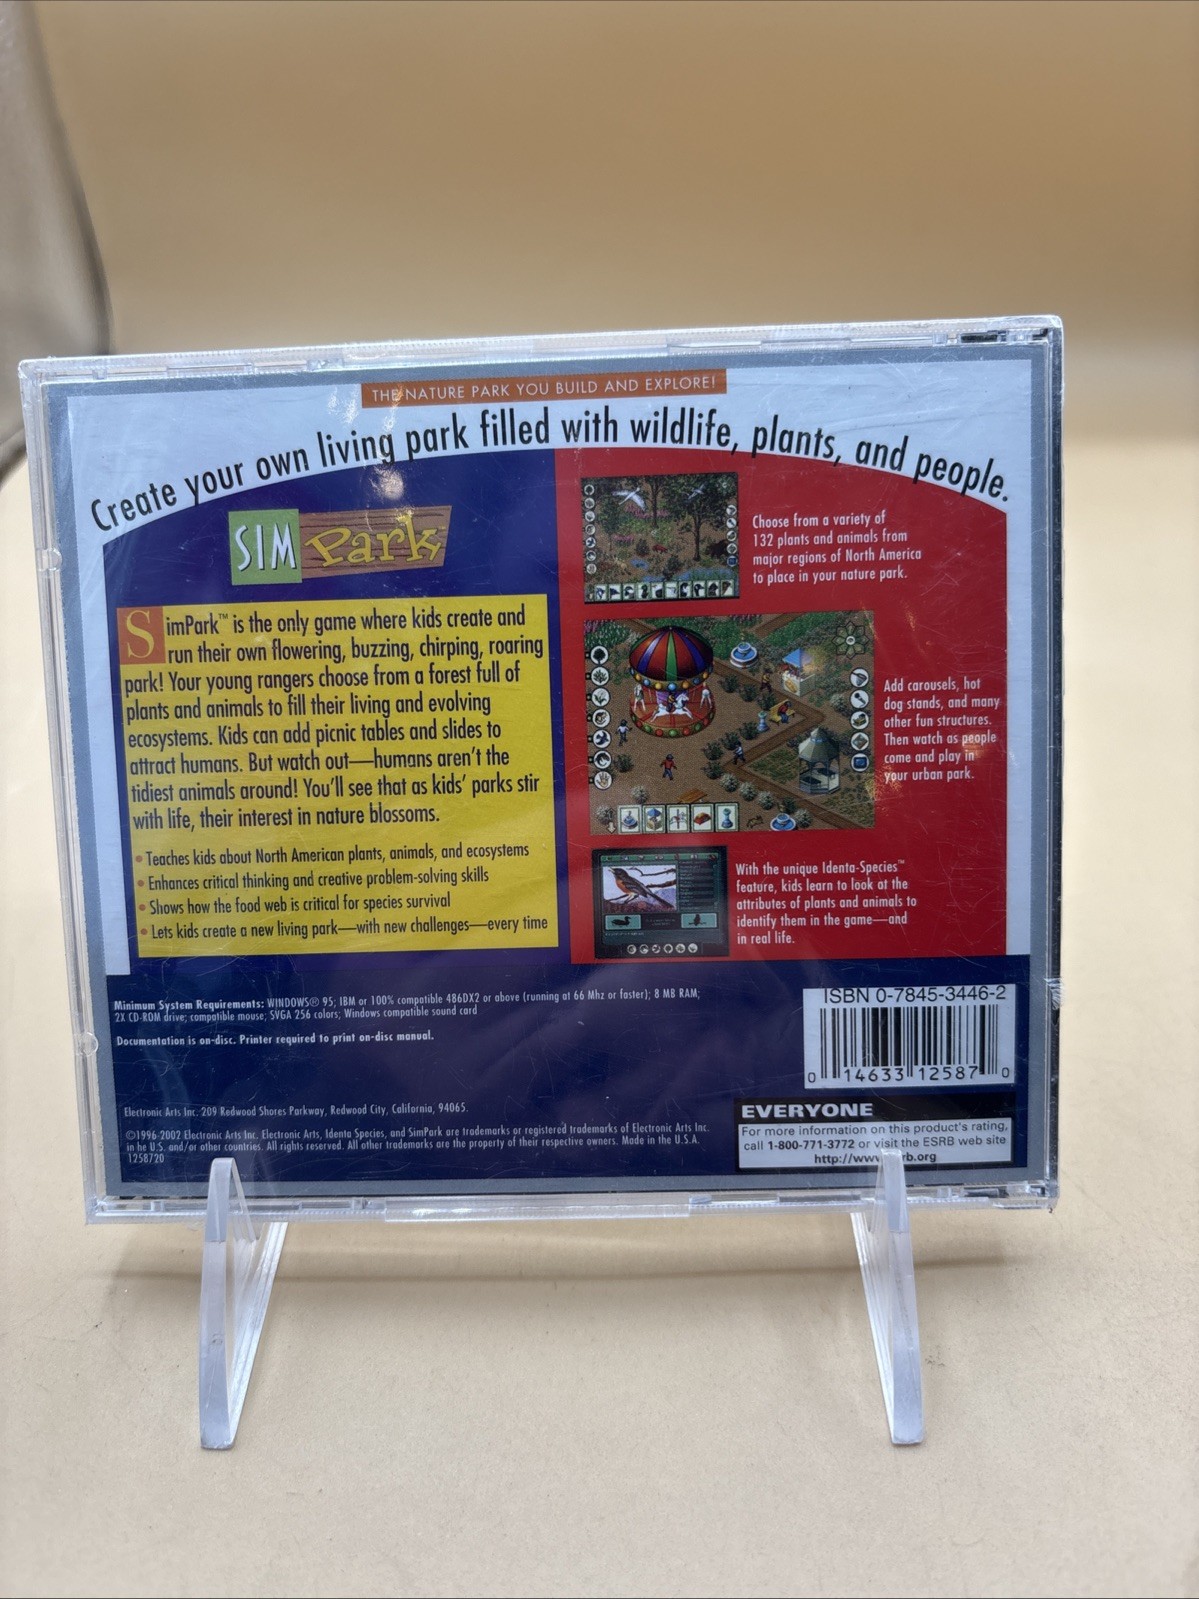 THE NATURE PARK YOU BUILD AND EXPLORE!
Create your own living park filled with wildlife, plants, and people.
SIM Park
SimPark™ is the only game where kids create and
run their own flowering, buzzing, chirping, roaring
park! Your young rangers choose from a forest full of
plants and animals to fill their living and evolving
ecosystems. Kids can add picnic tables and slides to
attract humans. But watch out—humans aren't the
tidiest animals around! You'll see that as kids' parks stir
with life, their interest in nature blossoms.
• Teaches kids about North American plants, animals, and ecosystems
• Enhances critical thinking and creative problem-solving skills
• Shows how the food web is critical for species survival
• Lets kids create a new living park—with new challenges—every time
Choose from a variety of
132 plants and animals from
major regions of North America
to place in your nature park.
Add carousels, hot
dog stands, and many
other fun structures.
Then watch as people
come and play in
your urban park.
With the unique Identa-Species™
feature, kids learn to look at the
attributes of plants and animals to
identify them in the game—and
in real life.
Minimum System Requirements: WINDOWS® 95; IBM or 100% compatible 486DX2 or above (running at 66 Mhz or faster); 8 MB RAM;
2X CD-ROM drive; compatible mouse; SVGA 256 colors; Windows compatible sound card
Documentation is on-disc. Printer required to print on-disc manual.
ISBN 0-7845-3446-2
0 14633 12587 0
Electronic Arts Inc. 209 Redwood Shores Parkway, Redwood City, California, 94065.
©1996-2002 Electronic Arts Inc. Electronic Arts, Identa Species, and SimPark are trademarks or registered trademarks of Electronic Arts Inc.
in he U.S. and/or other countries. All rights reserved. All other trademarks are the property of their respective owners. Made in the U.S.A.
1258720
EVERYONE
For more information on this product's rating,
call 1-800-771-3772 or visit the ESRB web site
http://www rb.org